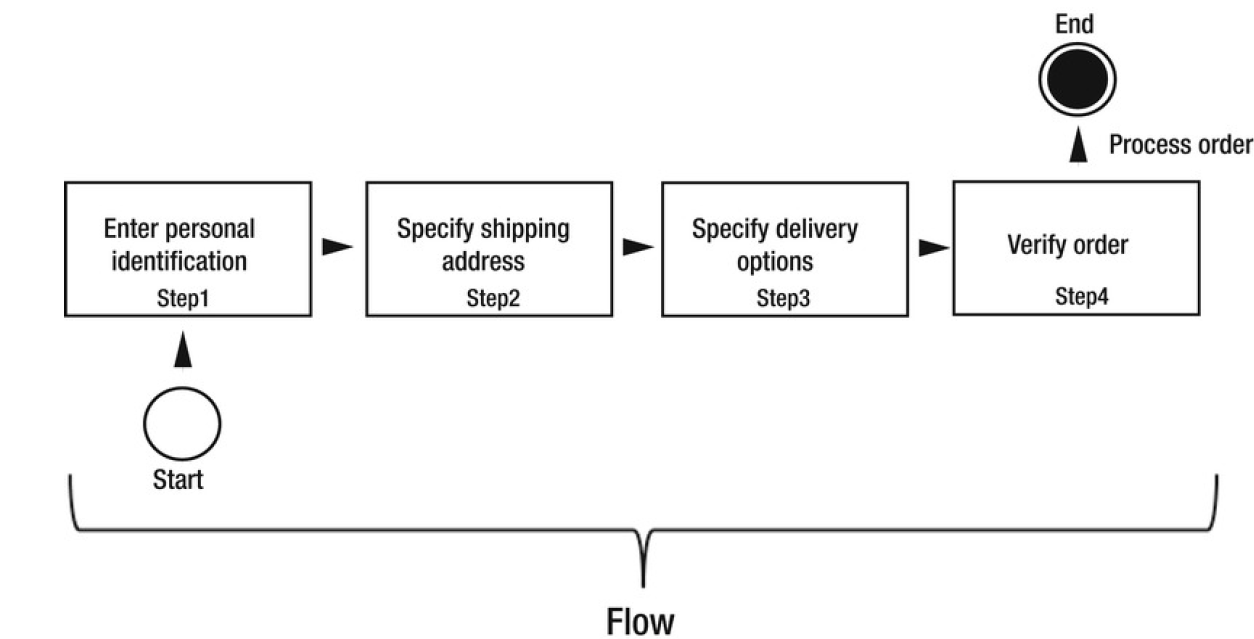 End
Process order
Enter personal
identification
Step1
Specify shipping
address
Step2
Specify delivery
options
Step3
Verify order
Step4
Start
Flow